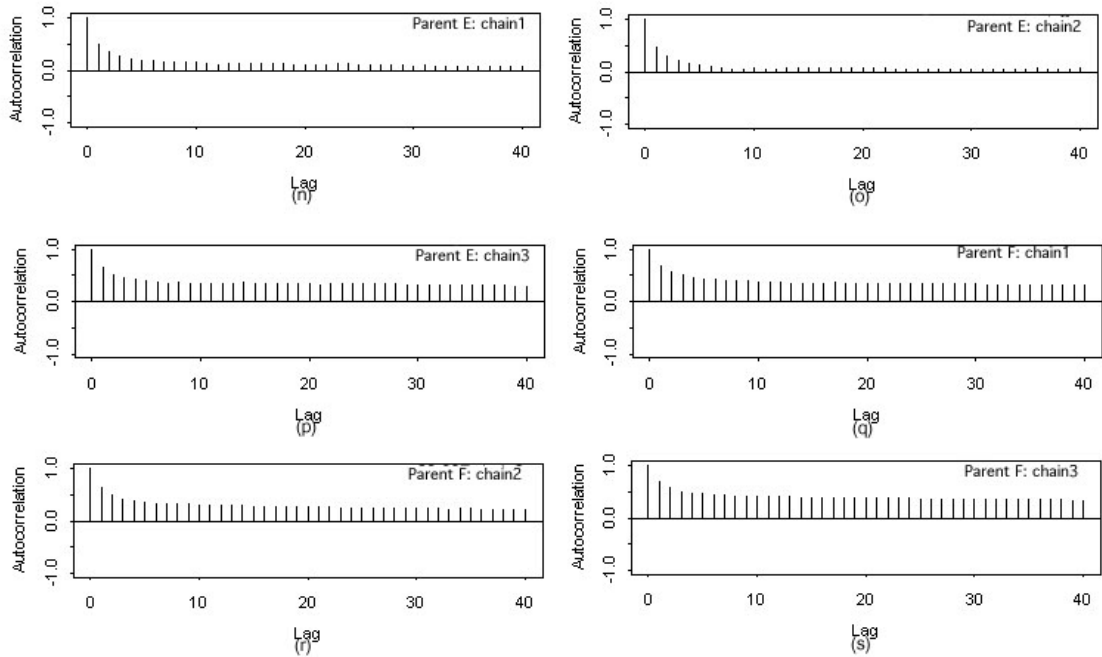 Autocorrelation
1.0
0.0
-1.0
Parent E: chain1
0 10 20 30 40
Lag
(n)
Autocorrelation
1.0
0.0
-1.0
Parent E: chain2
0 10 20 30 40
Lag
(o)
Autocorrelation
1.0
0.0
-1.0
Parent E: chain3
0 10 20 30 40
Lag
(p)
Autocorrelation
1.0
0.0
-1.0
Parent F: chain1
0 10 20 30 40
Lag
(q)
Autocorrelation
1.0
0.0
-1.0
Parent F: chain2
0 10 20 30 40
Lag
(r)
Autocorrelation
1.0
0.0
-1.0
Parent F: chain3
0 10 20 30 40
Lag
(s)